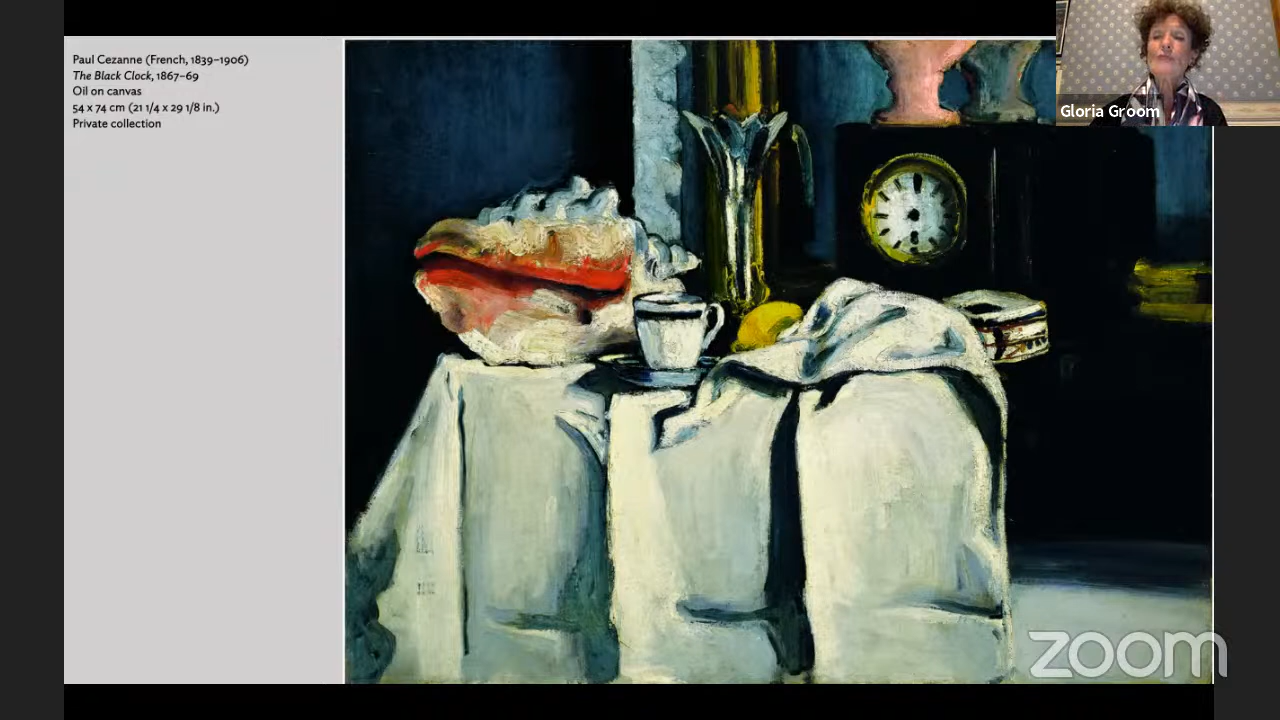 Paul Cezanne (French, 1839–1906)
The Black Clock, 1867–69
Oil on canvas
54 x 74 cm (21 1/4 x 29 1/8 in.)
Private collection
Gloria Groom
zoom